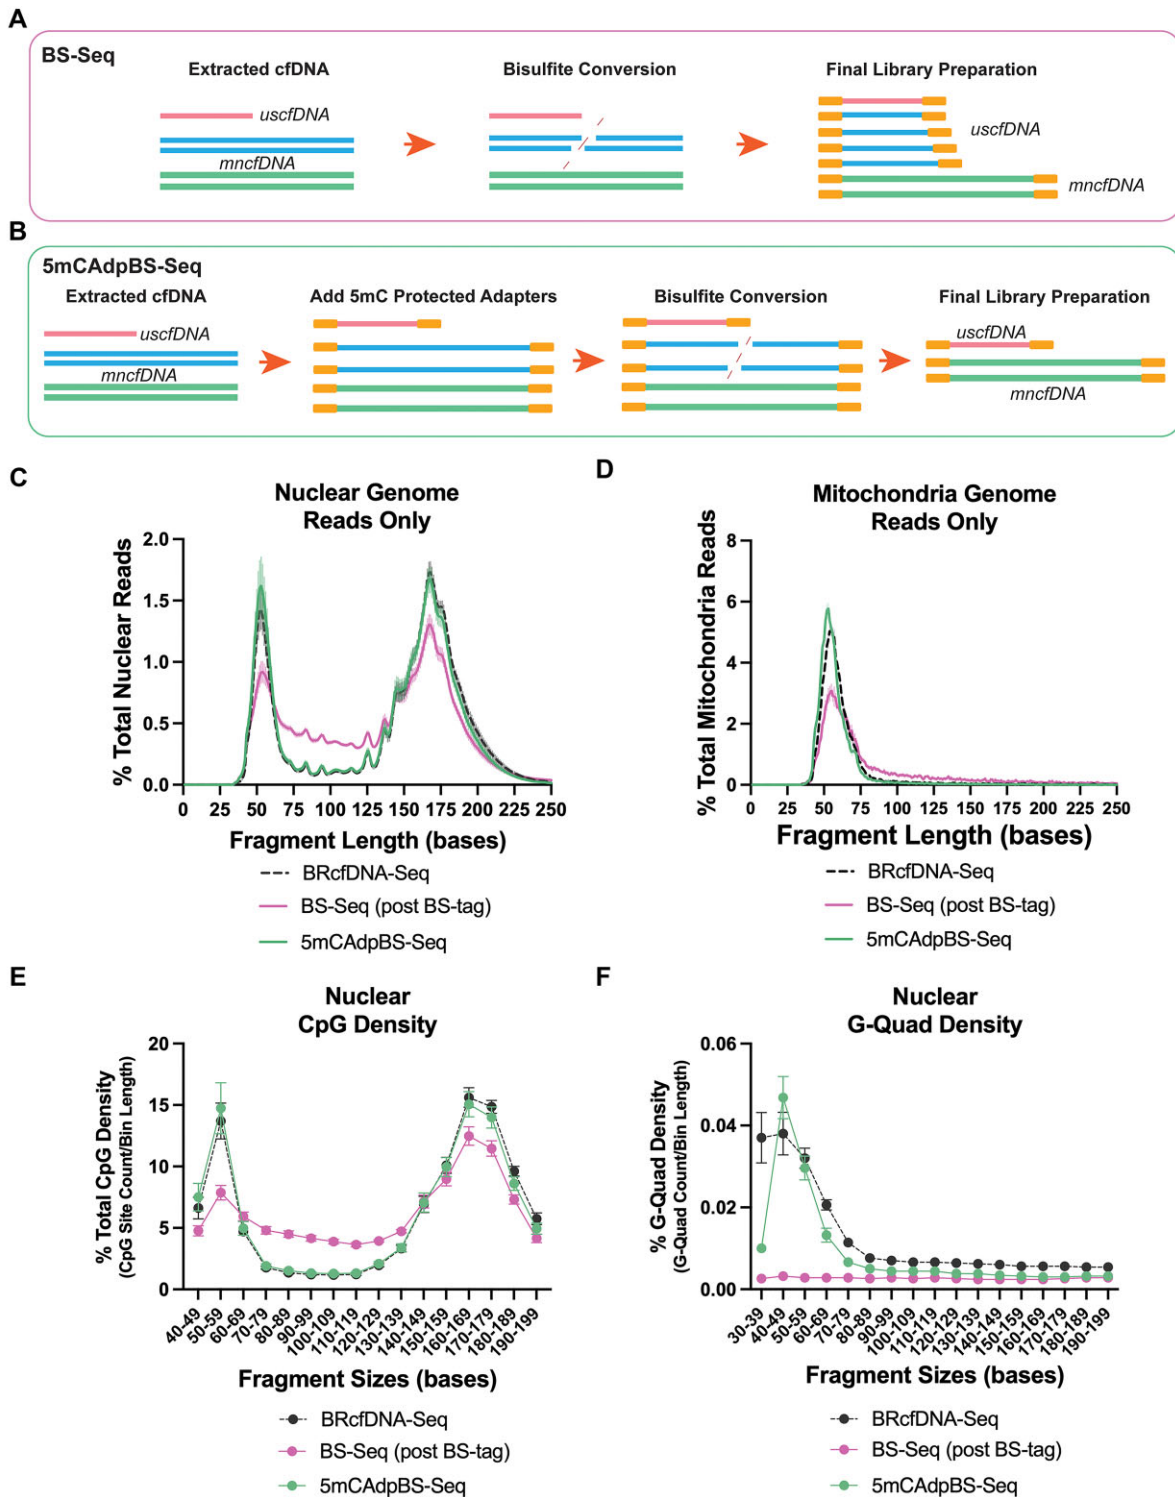 A
BS-Seq
Extracted cfDNA
Bisulfite Conversion
Final Library Preparation
uscfDNA
mncfDNA
uscfDNA
mncfDNA
B
5mCAdpBS-Seq
Extracted cfDNA
Add 5mC Protected Adapters
Bisulfite Conversion
Final Library Preparation
uscfDNA
mncfDNA
uscfDNA
mncfDNA
C
Nuclear Genome
Reads Only
% Total Nuclear Reads
2.0
1.5
1.0
0.5
0.0
0 25 50 75 100 125 150 175 200 225 250
Fragment Length (bases)
BRcfDNA-Seq
BS-Seq (post BS-tag)
5mCAdpBS-Seq
D
Mitochondria Genome
Reads Only
% Total Mitochondria Reads
8
6
4
2
0
0 25 50 75 100 125 150 175 200 225 250
Fragment Length (bases)
BRcfDNA-Seq
BS-Seq (post BS-tag)
5mCAdpBS-Seq
E
Nuclear
CpG Density
% Total CpG Density
(CpG Site Count/Bin Length)
20
15
10
5
0
40-49 50-59 60-69 70-79 80-89 90-99 100-109 110-119 120-129 130-139 140-149 150-159 160-169 170-179 180-189 190-199
Fragment Sizes (bases)
BRcfDNA-Seq
BS-Seq (post BS-tag)
5mCAdpBS-Seq
F
Nuclear
G-Quad Density
% G-Quad Density
(G-Quad Count/Bin Length)
0.06
0.04
0.02
0.00
30-39 40-49 50-59 60-69 70-79 80-89 90-99 100-109 110-119 120-129 130-139 140-149 150-159 160-169 170-179 180-189 190-199
Fragment Sizes (bases)
BRcfDNA-Seq
BS-Seq (post BS-tag)
5mCAdpBS-Seq